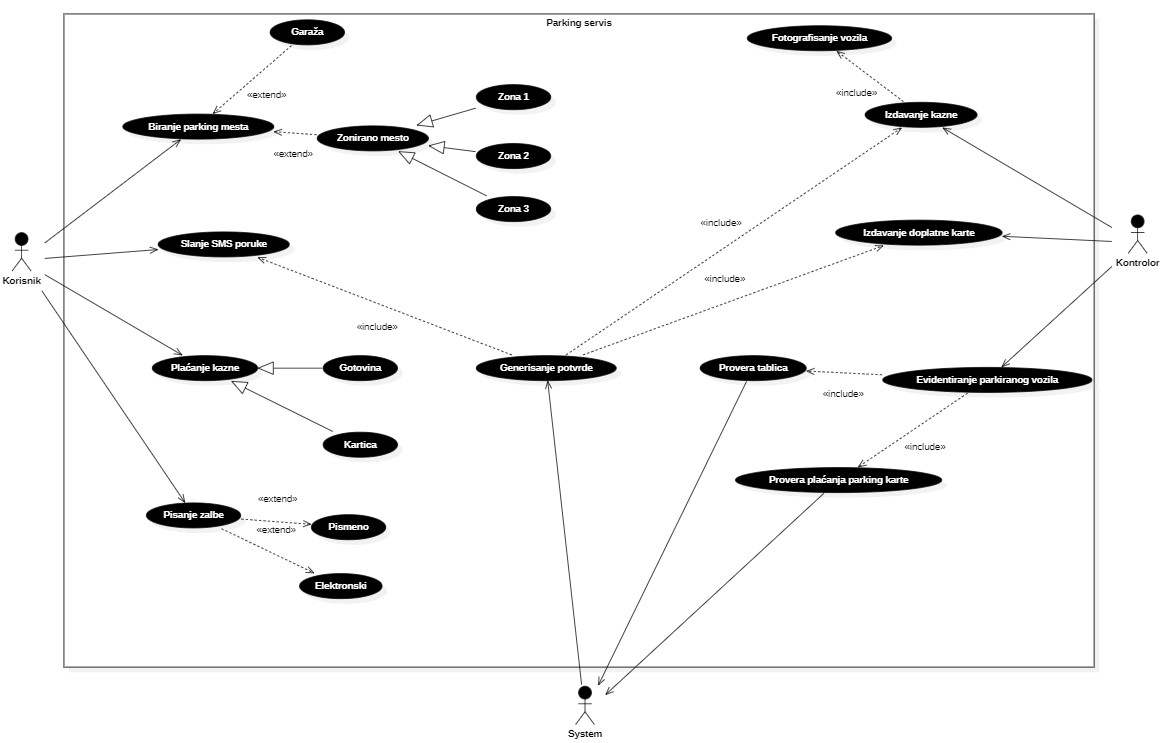 Parking servis
Garaža
Fotografisanje vozila
«extend»
«include»
Zona 1
Izdavanje kazne
Biranje parking mesta
Zonirano mesto
«extend»
Zona 2
Zona 3
«include»
Slanje SMS poruke
Izdavanje doplatne karte
Korisnik
Kontrolor
«include»
«include»
Plaćanje kazne
Gotovina
Generisanje potvrde
Provera tablica
Evidentiranje parkiranog vozila
«include»
Kartica
«include»
Provera plaćanja parking karte
«extend»
Pisanje zalbe
Pismeno
«extend»
Elektronski
System